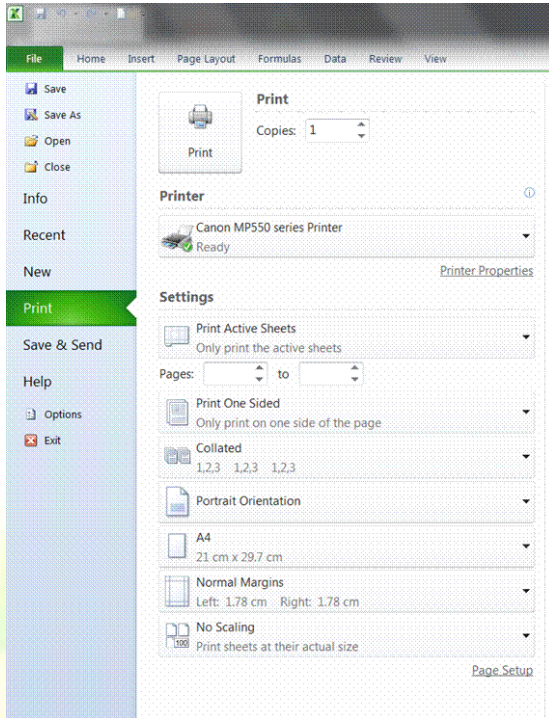 File Home Insert Page Layout Formulas Data Review View
Save
Save As
Open
Close
Info
Recent
New
Print
Save & Send
Help
Options
Exit
Print
Print
Copies: 1
Printer
Canon MP550 series Printer
Ready
Printer Properties
Settings
Print Active Sheets
Only print the active sheets
Pages: to
Print One Sided
Only print on one side of the page
Collated
1,2,3 1,2,3 1,2,3
Portrait Orientation
A4
21 cm x 29.7 cm
Normal Margins
Left: 1.78 cm Right: 1.78 cm
No Scaling
Print sheets at their actual size
100
Page Setup